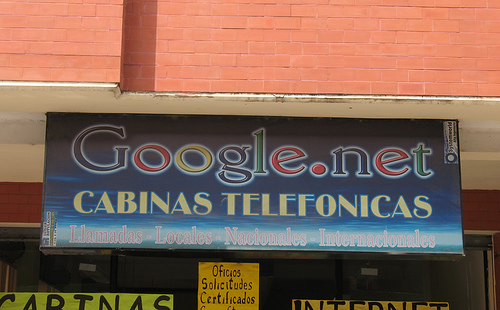 Google.net
CABINAS TELEFONICAS
Llamadas Locales Nacionales Internacionales
Oficios
Solicitudes
Certificados
CABINAS
INTERNET